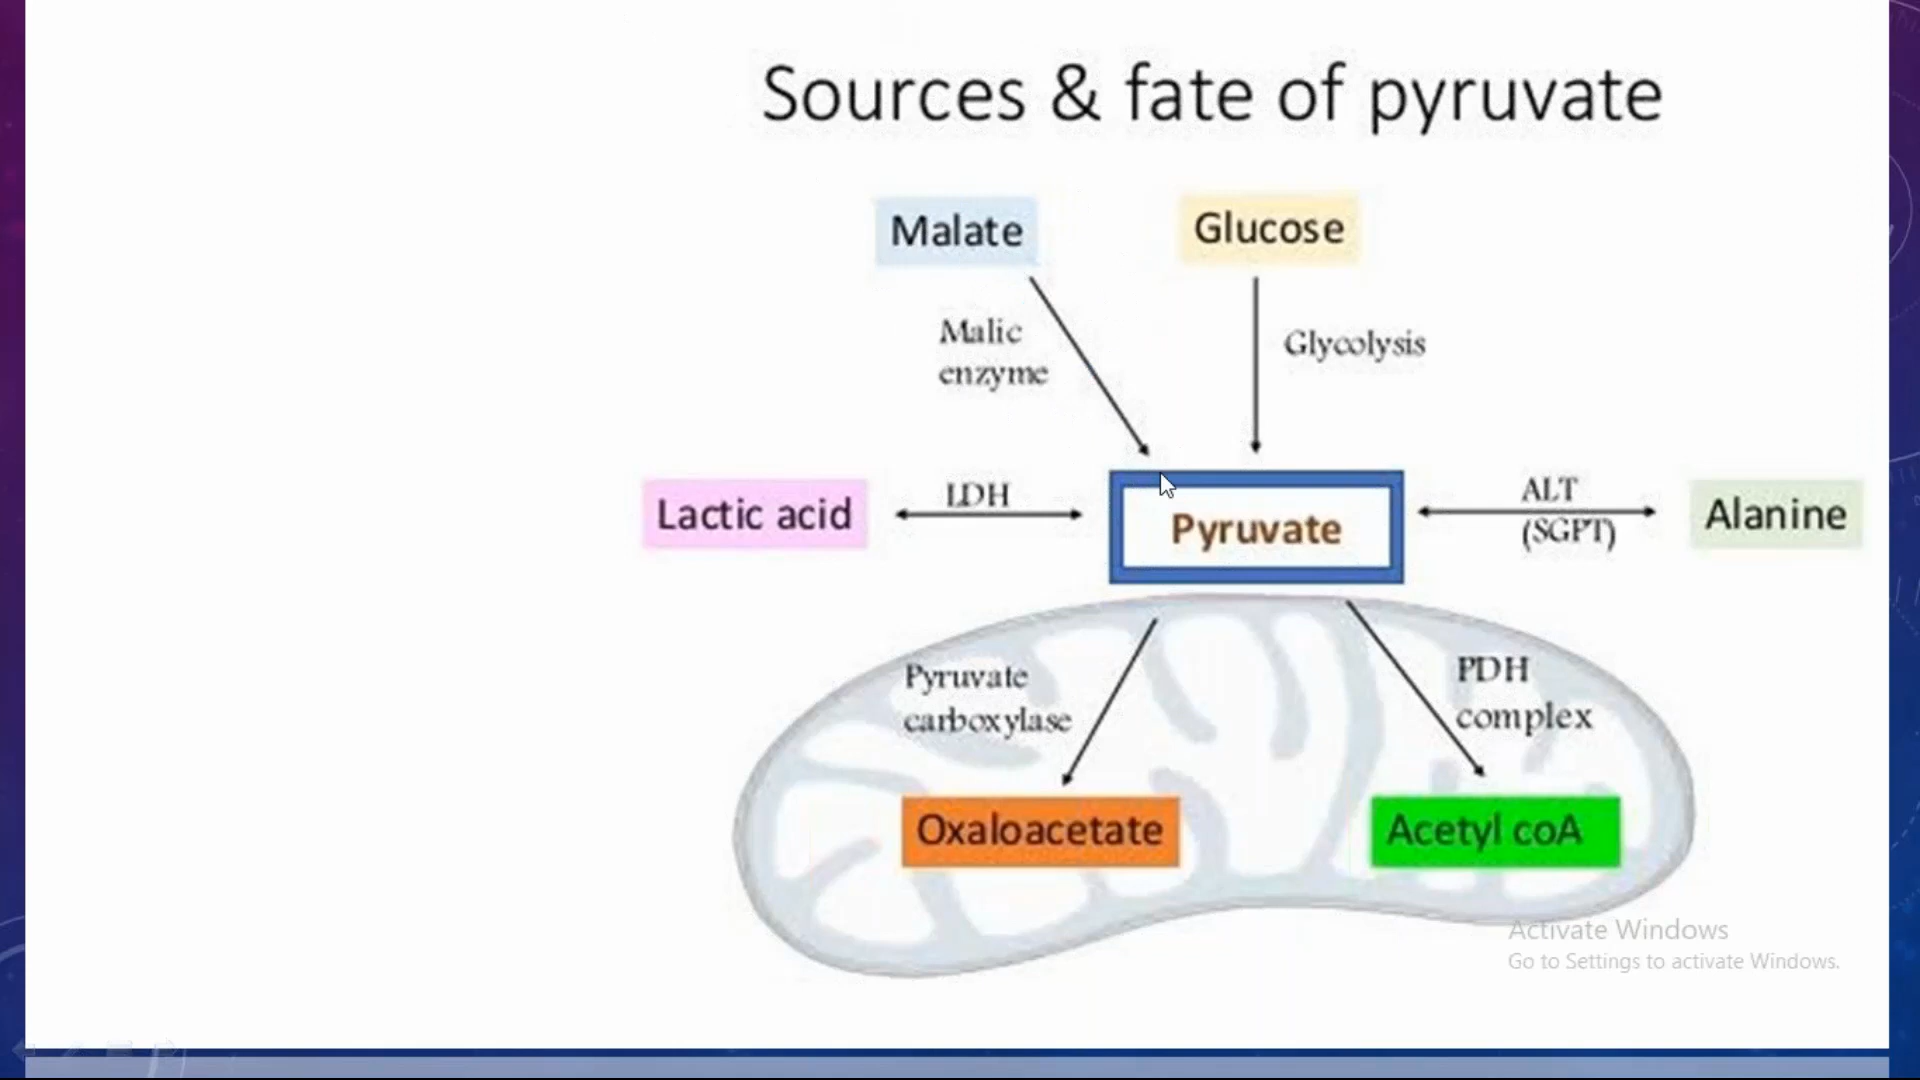 Sources & fate of pyruvate
Malate
Glucose
Malic
enzyme
Glycolysis
Lactic acid
LDH
Pyruvate
ALT
(SGPT)
Alanine
Pyruvate
carboxylase
PDH
complex
Oxaloacetate
Acetyl coA
Activate Windows
Go to Settings to activate Windows.